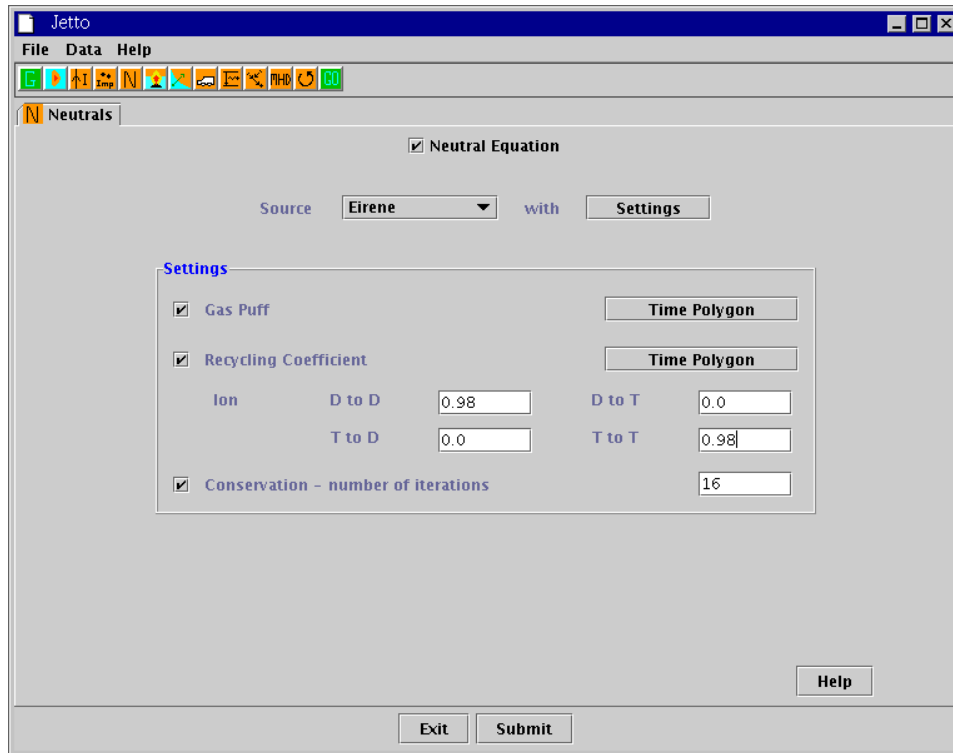 Jetto
File Data Help
G I Imp N MHD GO
N Neutrals
Neutral Equation
Source Eirene with Settings
Settings
Gas Puff Time Polygon
Recycling Coefficient Time Polygon
Ion D to D 0.98 D to T 0.0
T to D 0.0 T to T 0.98
Conservation - number of iterations 16
Help
Exit Submit